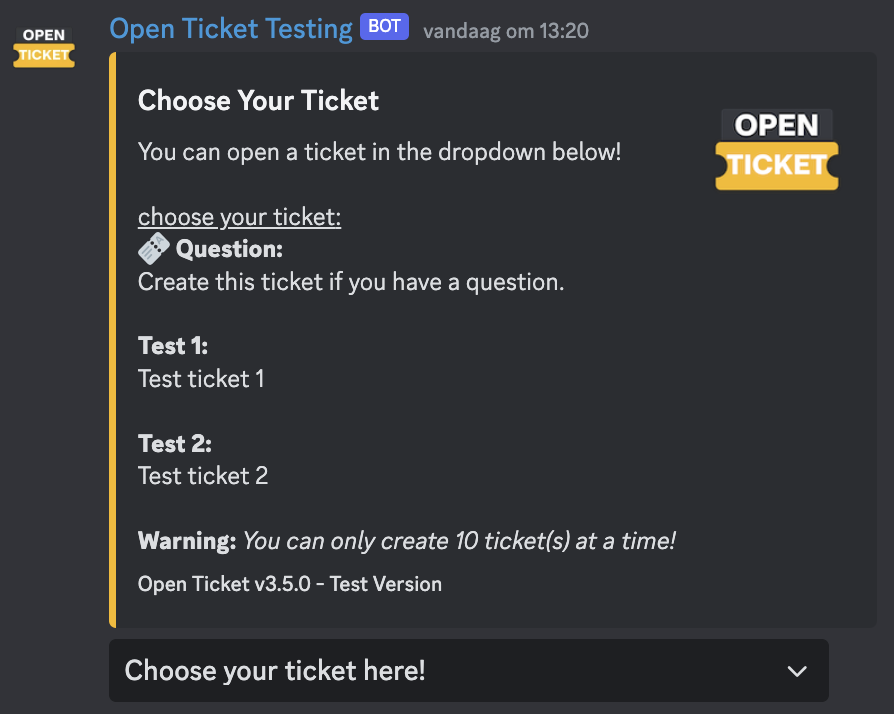 OPEN
TICKET
Open Ticket Testing BOT vandaag om 13:20
Choose Your Ticket
OPEN
TICKET
You can open a ticket in the dropdown below!
choose your ticket:
Question:
Create this ticket if you have a question.
Test 1:
Test ticket 1
Test 2:
Test ticket 2
Warning: You can only create 10 ticket(s) at a time!
Open Ticket v3.5.0 - Test Version
Choose your ticket here!